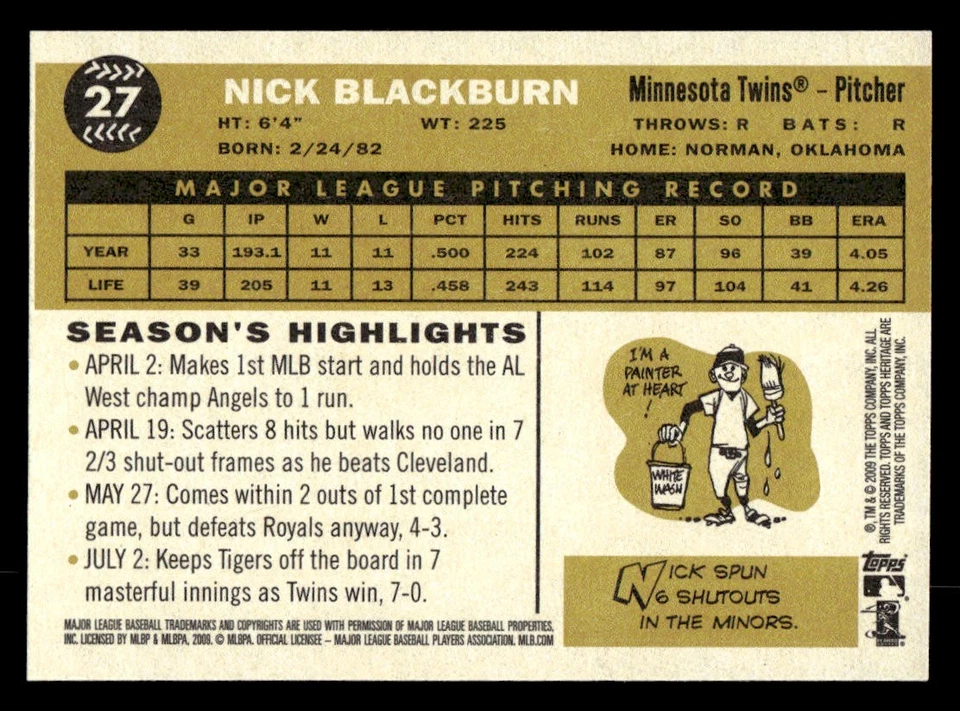 27
NICK BLACKBURN
Minnesota Twins® – Pitcher
HT: 6'4" WT: 225
THROWS: R BATS: R
BORN: 2/24/82
HOME: NORMAN, OKLAHOMA
MAJOR LEAGUE PITCHING RECORD
G IP W L PCT HITS RUNS ER SO BB ERA
YEAR 33 193.1 11 11 .500 224 102 87 96 39 4.05
LIFE 39 205 11 13 .458 243 114 97 104 41 4.26
SEASON'S HIGHLIGHTS
• APRIL 2: Makes 1st MLB start and holds the AL
West champ Angels to 1 run.
• APRIL 19: Scatters 8 hits but walks no one in 7
2/3 shut-out frames as he beats Cleveland.
• MAY 27: Comes within 2 outs of 1st complete
game, but defeats Royals anyway, 4-3.
• JULY 2: Keeps Tigers off the board in 7
masterful innings as Twins win, 7-0.
MAJOR LEAGUE BASEBALL TRADEMARKS AND COPYRIGHTS ARE USED WITH PERMISSION OF MAJOR LEAGUE BASEBALL PROPERTIES,
INC. LICENSED BY MLBP & MLBPA, 2009. © MLBPA. OFFICIAL LICENSEE – MAJOR LEAGUE BASEBALL PLAYERS ASSOCIATION. MLB.COM
I'M A
PAINTER
AT HEART
!
WHITE
WASH
NICK SPUN
6 SHUTOUTS
IN THE MINORS.
®, TM & © 2009 THE TOPPS COMPANY, INC. ALL
RIGHTS RESERVED. TOPPS AND TOPPS HERITAGE ARE
TRADEMARKS OF THE TOPPS COMPANY, INC.
Topps